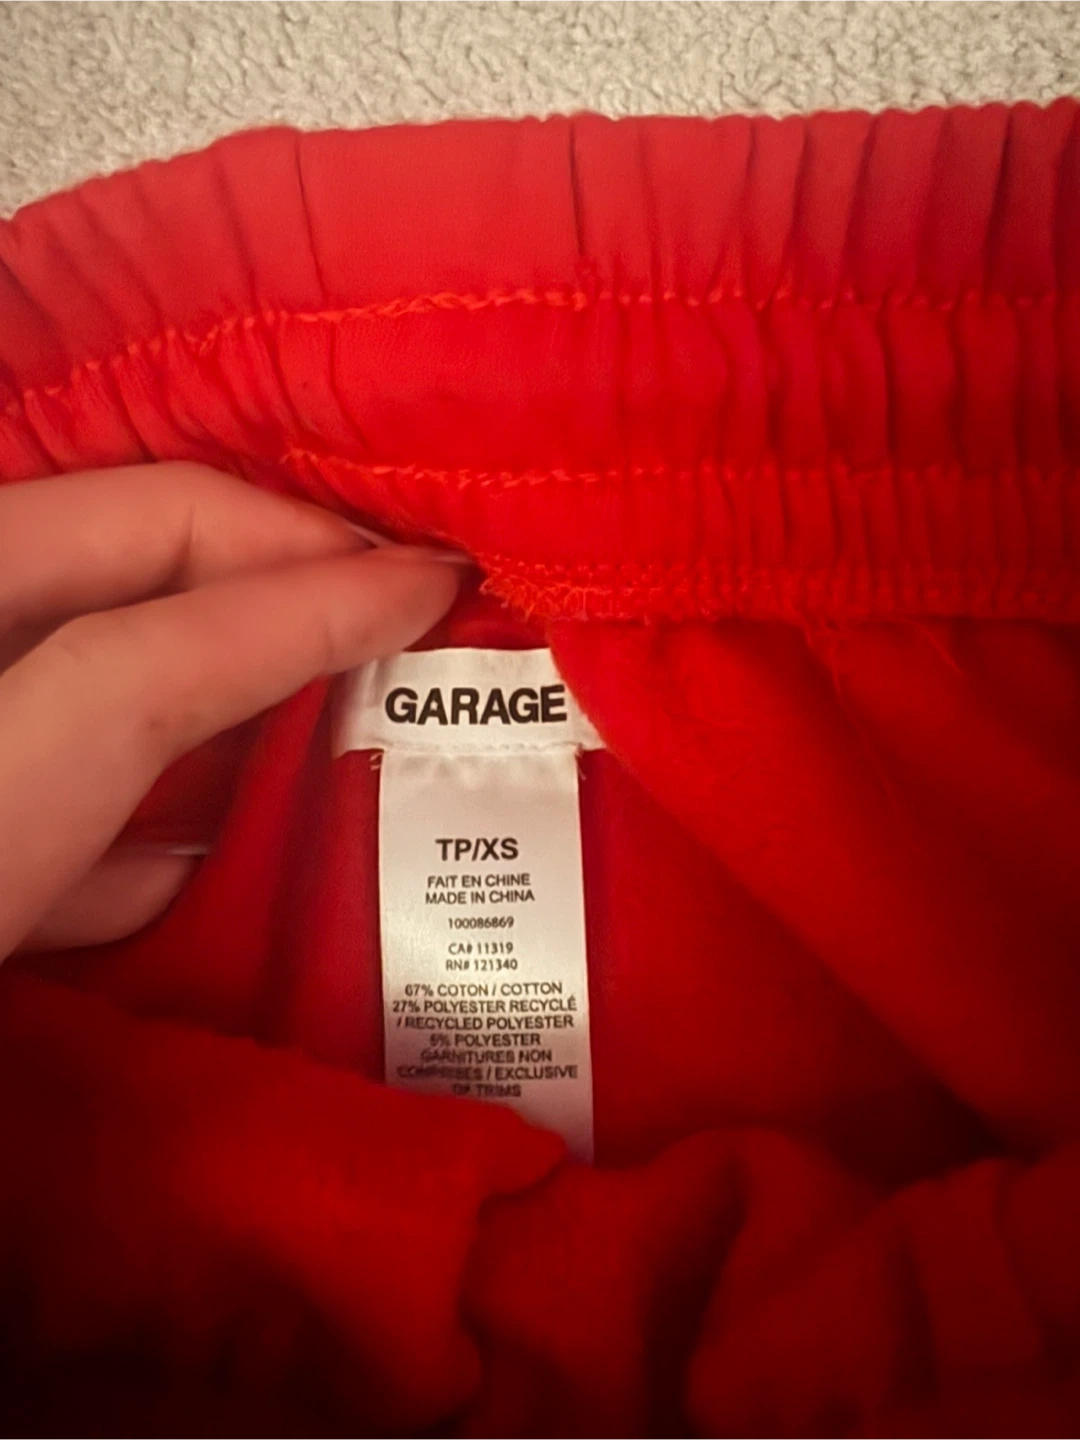 GARAGE
TP/XS
FAIT EN CHINE
MADE IN CHINA
100086869
CA# 11319
RN# 121340
67% COTON / COTTON
27% POLYESTER RECYCLÉ
/ RECYCLED POLYESTER
6% POLYESTER
GARNITURES NON
COMPRISES / EXCLUSIVE
OF TRIMS